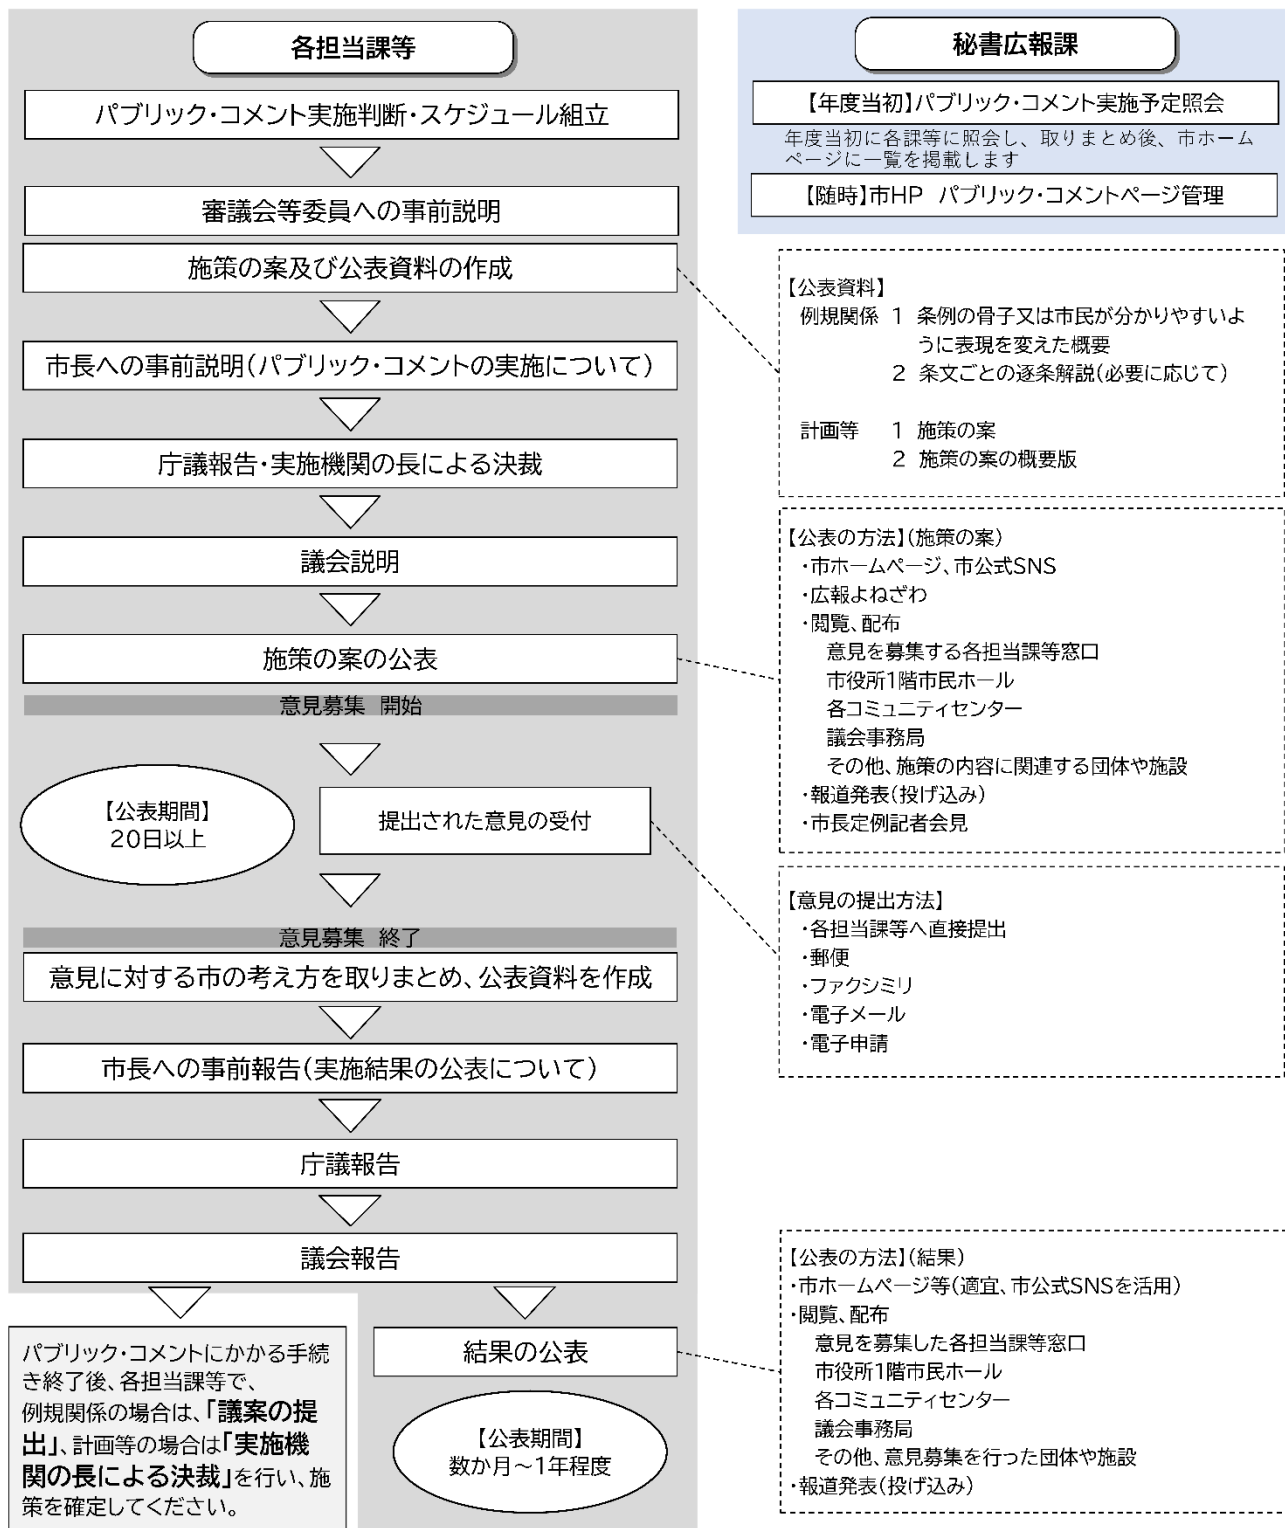 各担当課等
パブリック・コメント実施判断・スケジュール組立
審議会等委員への事前説明
施策の案及び公表資料の作成
市長への事前説明(パブリック・コメントの実施について)
庁議報告・実施機関の長による決裁
議会説明
施策の案の公表
意見募集 開始
【公表期間】
20日以上
提出された意見の受付
意見募集 終了
意見に対する市の考え方を取りまとめ、公表資料を作成
市長への事前報告(実施結果の公表について)
庁議報告
議会報告
パブリック・コメントにかかる手続
き終了後、各担当課等で、
例規関係の場合は、「議案の提
出」、計画等の場合は「実施機
関の長による決裁」を行い、施
策を確定してください。
結果の公表
【公表期間】
数か月～1年程度
秘書広報課
【年度当初】パブリック・コメント実施予定照会
年度当初に各課等に照会し、取りまとめ後、市ホーム
ページに一覧を掲載します
【随時】市HP パブリック・コメントページ管理
【公表資料】
例規関係 1 条例の骨子又は市民が分かりやすいよ
うに表現を変えた概要
2 条文ごとの逐条解説(必要に応じて)
計画等 1 施策の案
2 施策の案の概要版
【公表の方法】(施策の案)
・市ホームページ、市公式SNS
・広報よねざわ
・閲覧、配布
意見を募集する各担当課等窓口
市役所1階市民ホール
各コミュニティセンター
議会事務局
その他、施策の内容に関連する団体や施設
・報道発表(投げ込み)
・市長定例記者会見
【意見の提出方法】
・各担当課等へ直接提出
・郵便
・ファクシミリ
・電子メール
・電子申請
【公表の方法】(結果)
・市ホームページ等(適宜、市公式SNSを活用)
・閲覧、配布
意見を募集した各担当課等窓口
市役所1階市民ホール
各コミュニティセンター
議会事務局
その他、意見募集を行った団体や施設
・報道発表(投げ込み)